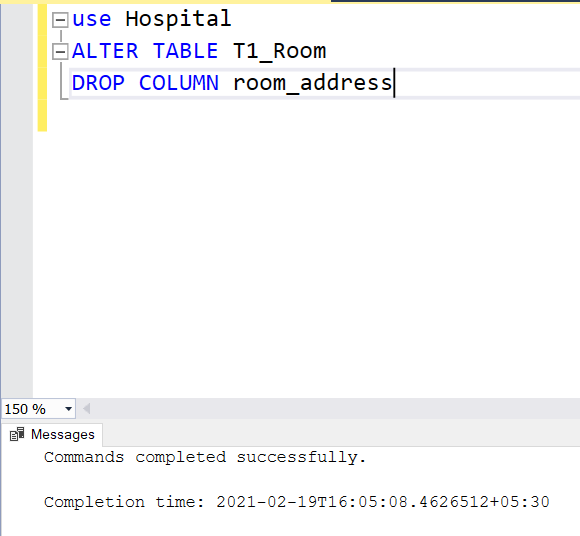 use Hospital
ALTER TABLE T1_Room
DROP COLUMN room_address
150 %
Messages
Commands completed successfully.
Completion time: 2021-02-19T16:05:08.4626512+05:30